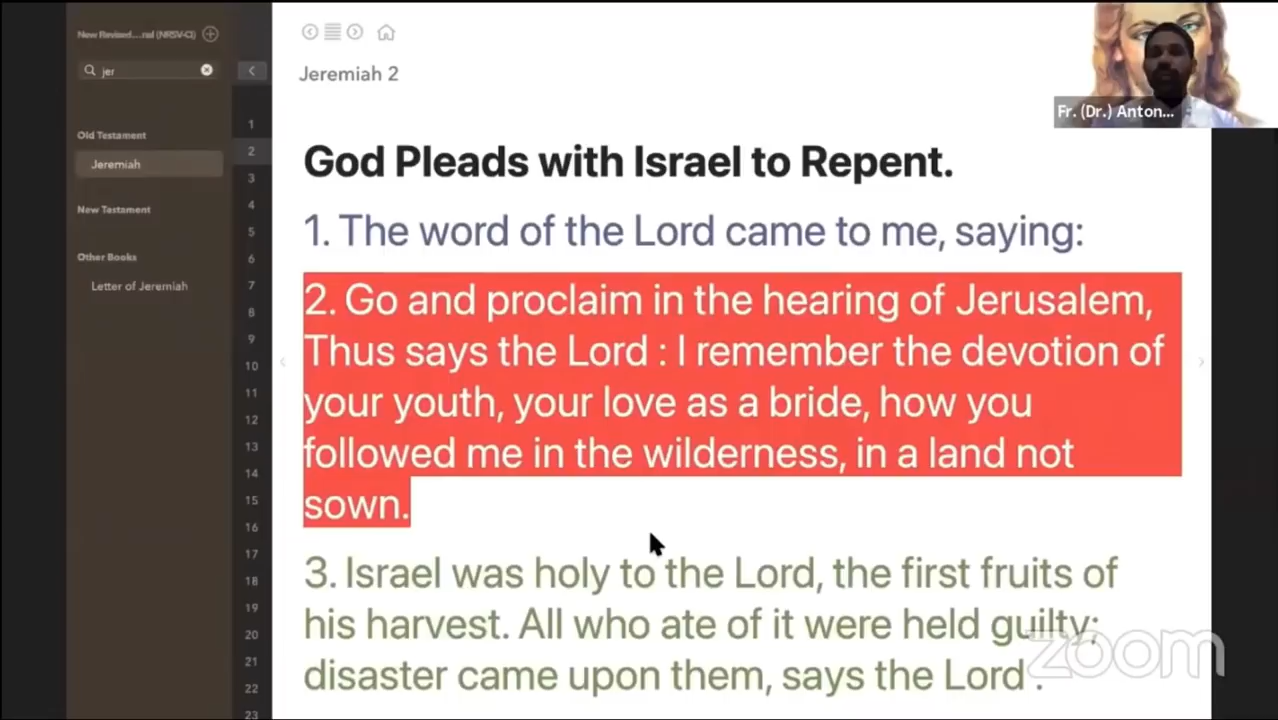 New Revised....nal (NRSV-CI)
jer
Old Testament
Jeremiah
New Testament
Other Books
Letter of Jeremiah
1
2
3
4
5
6
7
8
9
10
11
12
13
14
15
16
17
18
19
20
21
22
23
Jeremiah 2
God Pleads with Israel to Repent.
1. The word of the Lord came to me, saying:
2. Go and proclaim in the hearing of Jerusalem,
Thus says the Lord : I remember the devotion of
your youth, your love as a bride, how you
followed me in the wilderness, in a land not
sown.
3. Israel was holy to the Lord, the first fruits of
his harvest. All who ate of it were held guilty;
disaster came upon them, says the Lord .
Fr. (Dr.) Anton...
zoom